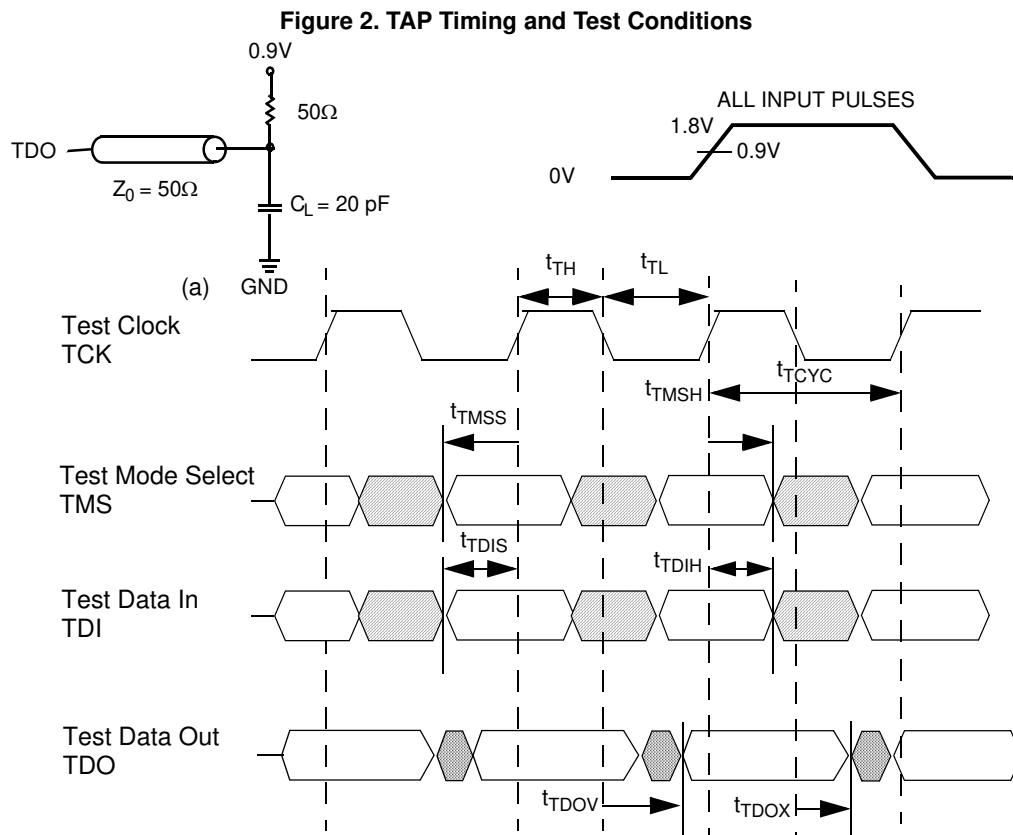 Figure 2. TAP Timing and Test Conditions
0.9V
50Ω
TDO
Z0 = 50Ω
CL = 20 pF
GND
(a)
ALL INPUT PULSES
1.8V
0.9V
0V
tTH
tTL
Test Clock
TCK
tTCYC
tTMSH
tTMSS
Test Mode Select
TMS
tTDIS
tTDIH
Test Data In
TDI
Test Data Out
TDO
tTDOV
tTDOX